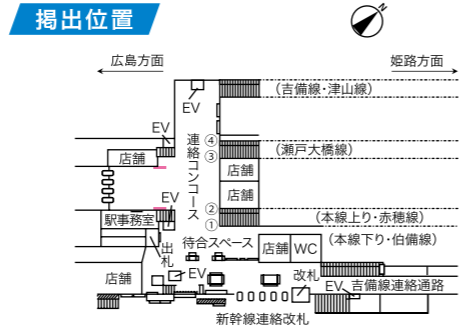 掲出位置
N
広島方面
姫路方面
EV
(吉備線・津山線)
EV
連絡コンコース
④
③
(瀬戸大橋線)
店舗
店舗
EV
店舗
②
①
(本線上り・赤穂線)
駅事務室
出札
待合スペース
店舗
WC
(本線下り・伯備線)
店舗
EV
改札
EV
吉備線連絡通路
新幹線連絡改札